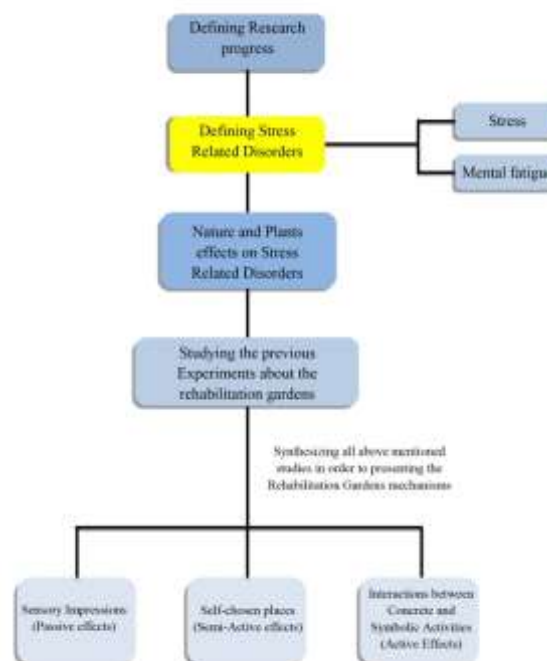 Defining Research
progress
Defining Stress
Related Disorders
Stress
Mental fatigue
Nature and Plants
effects on Stress
Related Disorders
Studying the previous
Experiments about the
rehabilitation gardens
Synthesizing all above mentioned
studies in order to presenting the
Rehabilitation Gardens mechanisms
Sensory Impressions
(Passive effects)
Self-chosen places
(Semi-Active effects)
Interactions between
Concrete and
Symbolic Activities
(Active Effects)